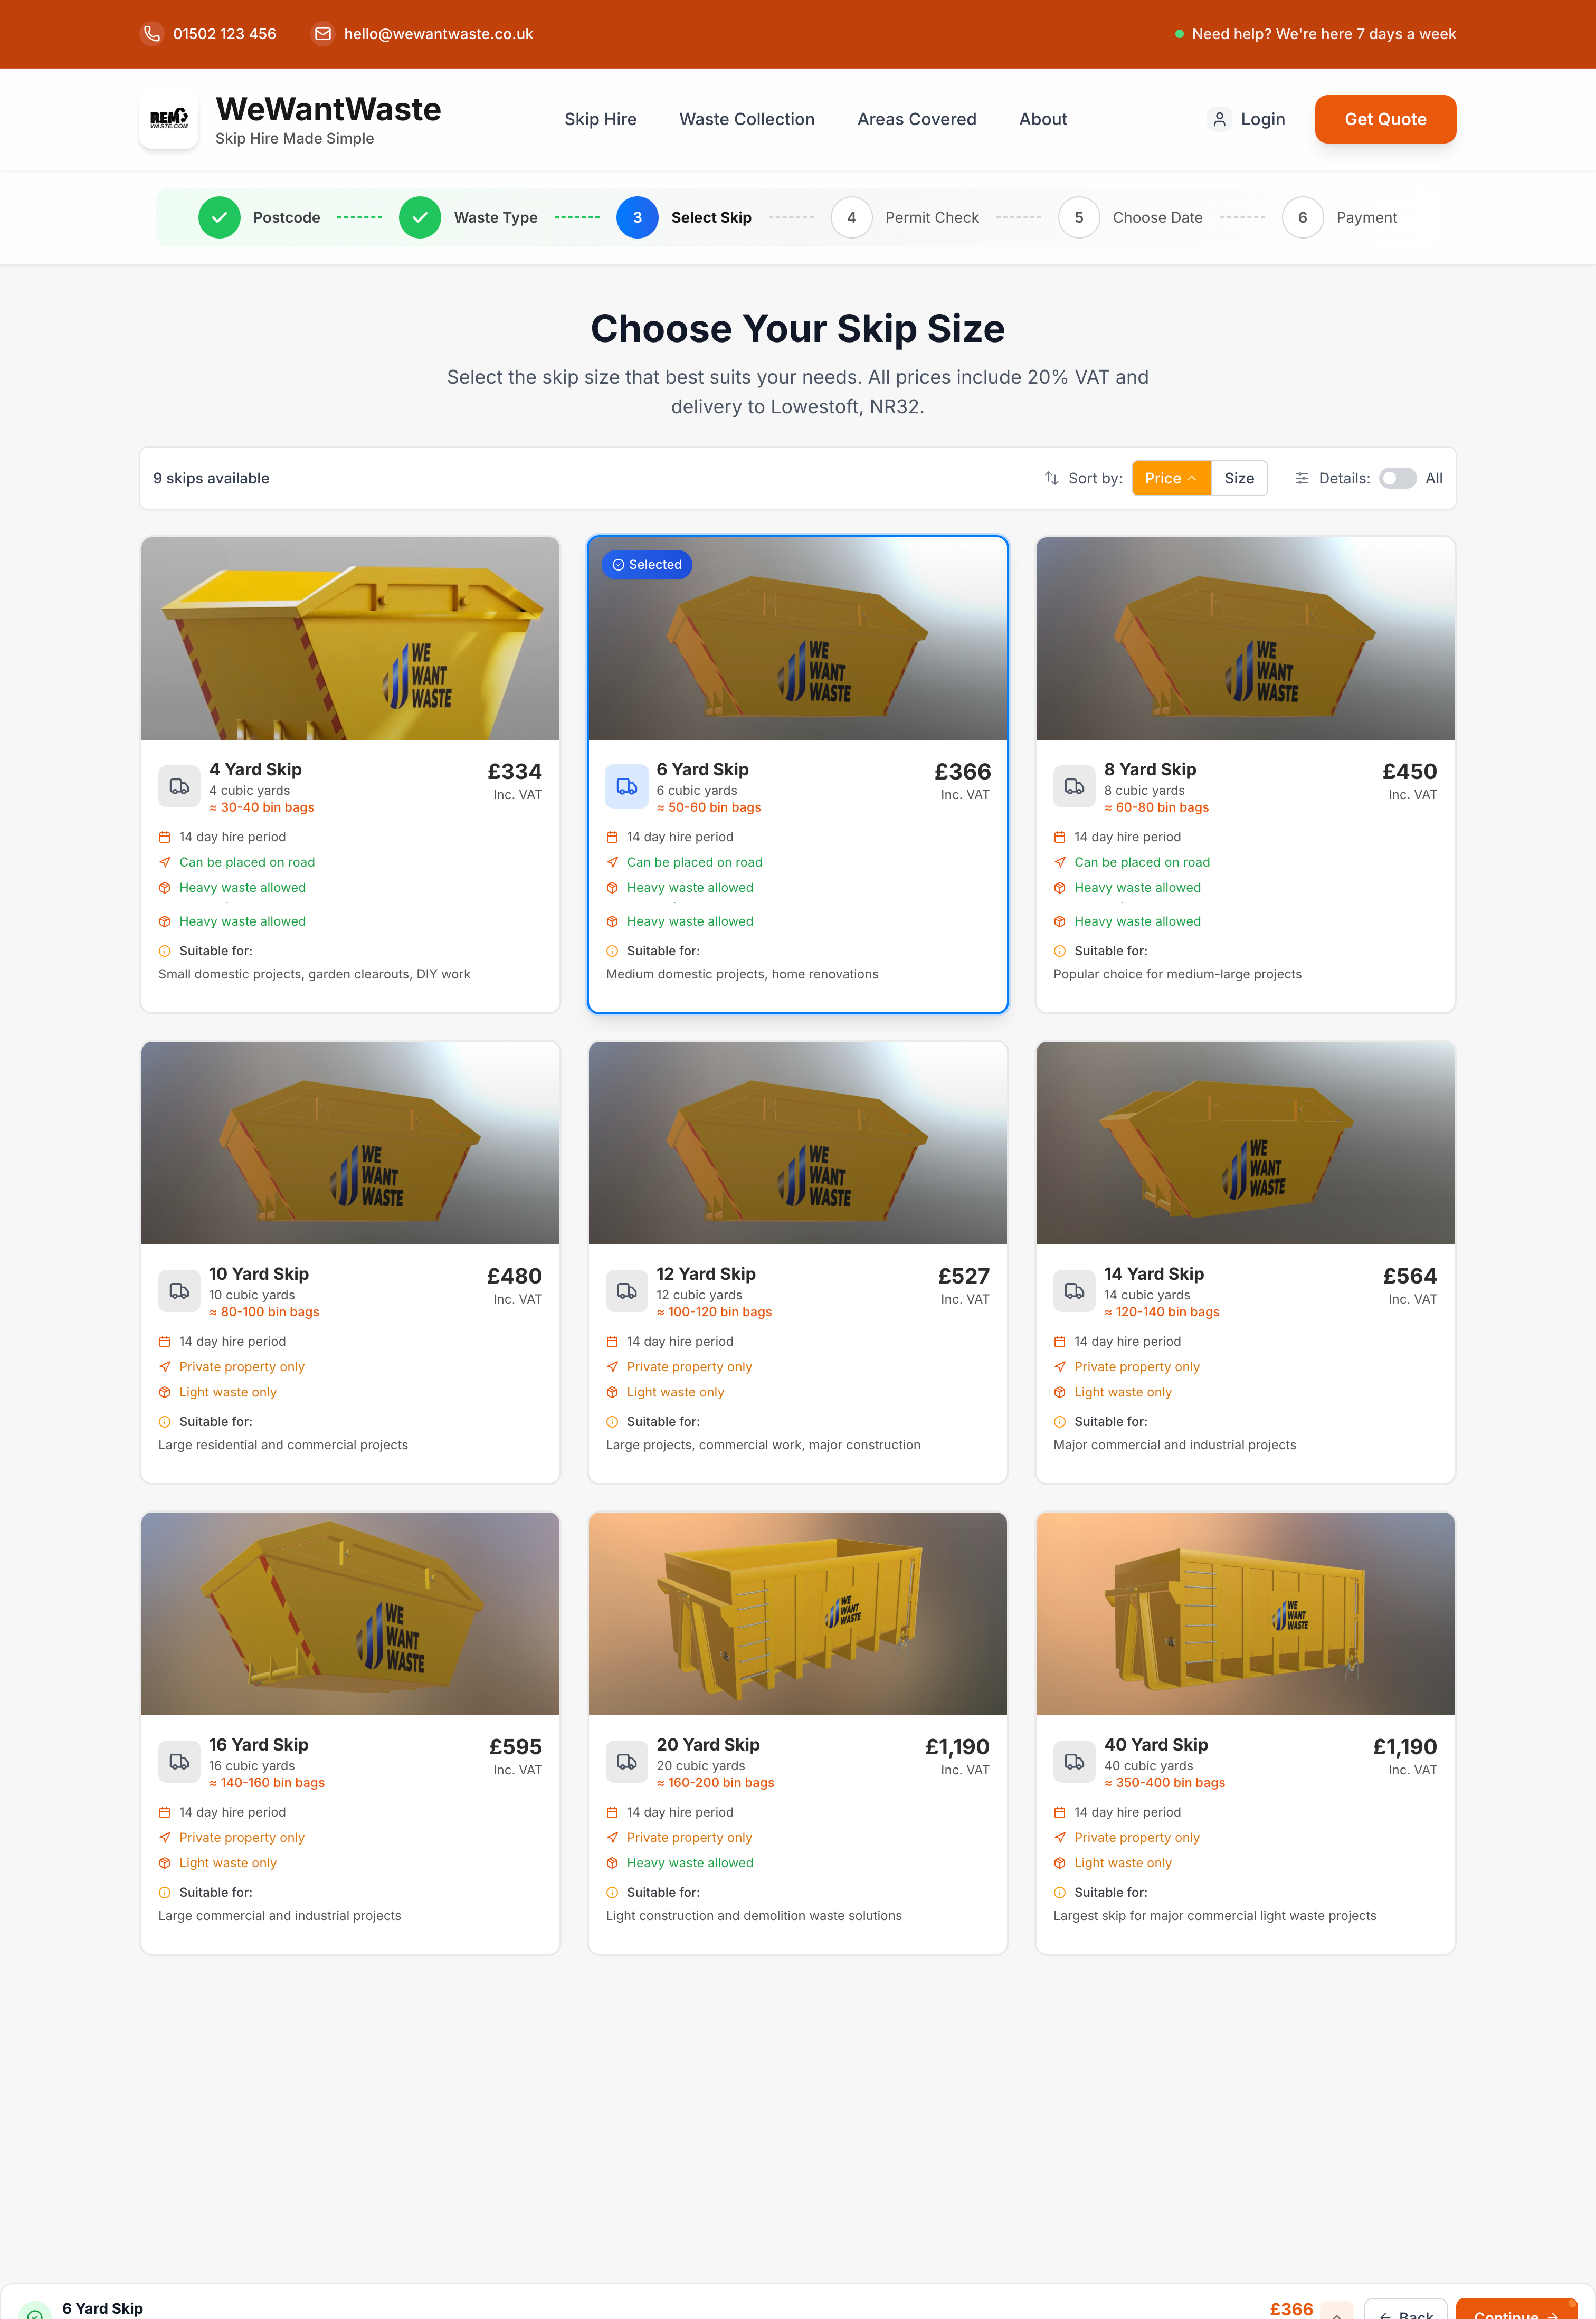 01502 123 456
hello@wewantwaste.co.uk
Need help? We're here 7 days a week
REM
WASTE.COM
WeWantWaste
Skip Hire Made Simple
Skip Hire
Waste Collection
Areas Covered
About
Login
Get Quote
Postcode
Waste Type
3 Select Skip
4 Permit Check
5 Choose Date
6 Payment
Choose Your Skip Size
Select the skip size that best suits your needs. All prices include 20% VAT and
delivery to Lowestoft, NR32.
9 skips available
Sort by:
Price
Size
Details:
All
WE
WANT
WASTE
4 Yard Skip
£334
4 cubic yards
Inc. VAT
≈ 30-40 bin bags
14 day hire period
Can be placed on road
Heavy waste allowed
Heavy waste allowed
Suitable for:
Small domestic projects, garden clearouts, DIY work
Selected
WE
WANT
WASTE
6 Yard Skip
£366
6 cubic yards
Inc. VAT
≈ 50-60 bin bags
14 day hire period
Can be placed on road
Heavy waste allowed
Heavy waste allowed
Suitable for:
Medium domestic projects, home renovations
WE
WANT
WASTE
8 Yard Skip
£450
8 cubic yards
Inc. VAT
≈ 60-80 bin bags
14 day hire period
Can be placed on road
Heavy waste allowed
Heavy waste allowed
Suitable for:
Popular choice for medium-large projects
WE
WANT
WASTE
10 Yard Skip
£480
10 cubic yards
Inc. VAT
≈ 80-100 bin bags
14 day hire period
Private property only
Light waste only
Suitable for:
Large residential and commercial projects
WE
WANT
WASTE
12 Yard Skip
£527
12 cubic yards
Inc. VAT
≈ 100-120 bin bags
14 day hire period
Private property only
Light waste only
Suitable for:
Large projects, commercial work, major construction
WE
WANT
WASTE
14 Yard Skip
£564
14 cubic yards
Inc. VAT
≈ 120-140 bin bags
14 day hire period
Private property only
Light waste only
Suitable for:
Major commercial and industrial projects
WE
WANT
WASTE
16 Yard Skip
£595
16 cubic yards
Inc. VAT
≈ 140-160 bin bags
14 day hire period
Private property only
Light waste only
Suitable for:
Large commercial and industrial projects
WE
WANT
WASTE
20 Yard Skip
£1,190
20 cubic yards
Inc. VAT
≈ 160-200 bin bags
14 day hire period
Private property only
Heavy waste allowed
Suitable for:
Light construction and demolition waste solutions
WE
WANT
WASTE
40 Yard Skip
£1,190
40 cubic yards
Inc. VAT
≈ 350-400 bin bags
14 day hire period
Private property only
Light waste only
Suitable for:
Largest skip for major commercial light waste projects
6 Yard Skip
£366
Back
Continue